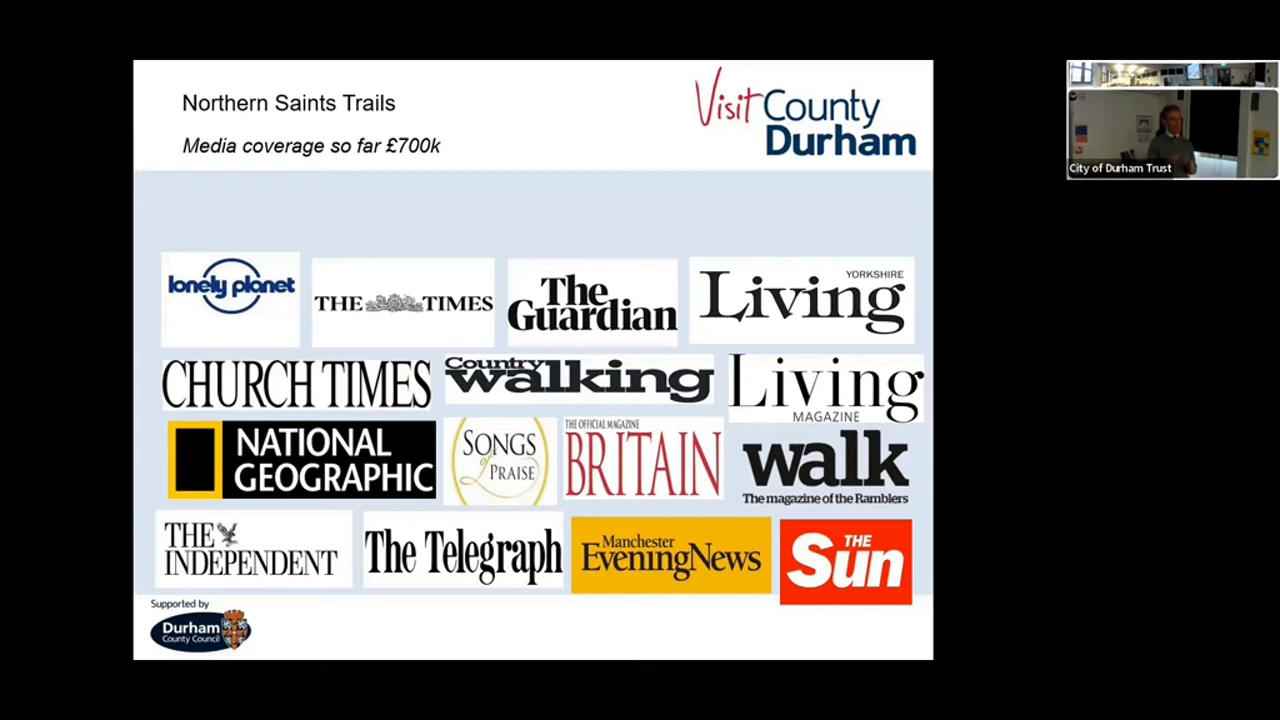 Northern Saints Trails
Media coverage so far £700k
Visit County
Durham
lonely planet
THE TIMES
The
Guardian
YORKSHIRE
Living
CHURCH TIMES
Country
walking
Living
MAGAZINE
NATIONAL
GEOGRAPHIC
SONGS
of PRAISE
THE OFFICIAL MAGAZINE
BRITAIN
walk
The magazine of the Ramblers
THE
INDEPENDENT
The Telegraph
Manchester
Evening News
THE
Sun
Supported by
Durham
County Council
City of Durham Trust